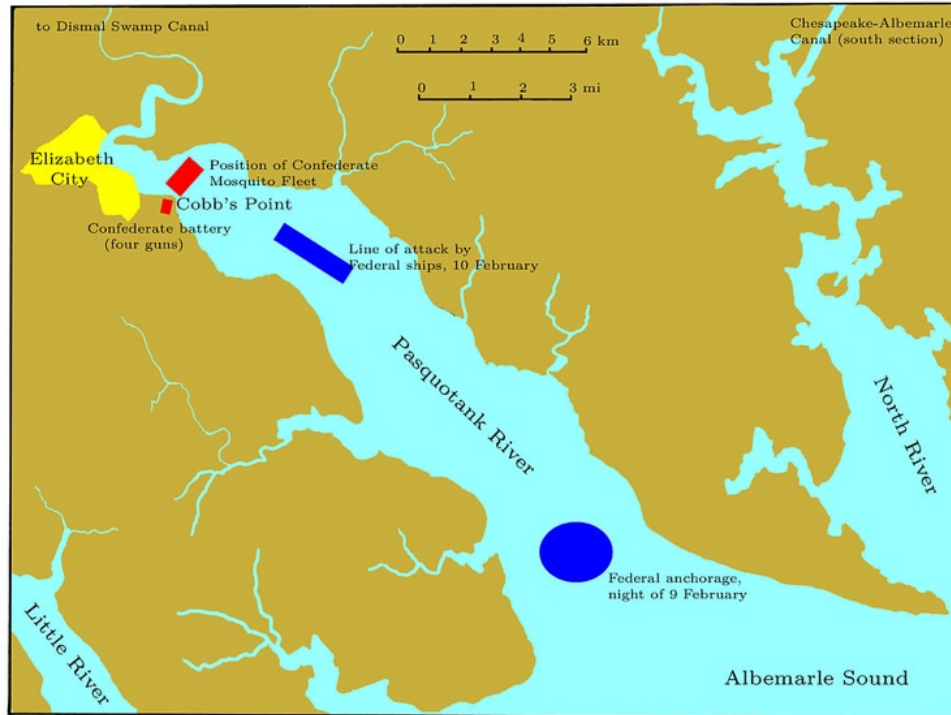 to Dismal Swamp Canal
Chesapeake-Albemarle
Canal (south section)
0 1 2 3 4 5 6 km
0 1 2 3 mi
Elizabeth
City
Position of Confederate
Mosquito Fleet
Cobb's Point
Confederate battery
(four guns)
Line of attack by
Federal ships, 10 February
Pasquotank River
North River
Federal anchorage,
night of 9 February
Little River
Albemarle Sound